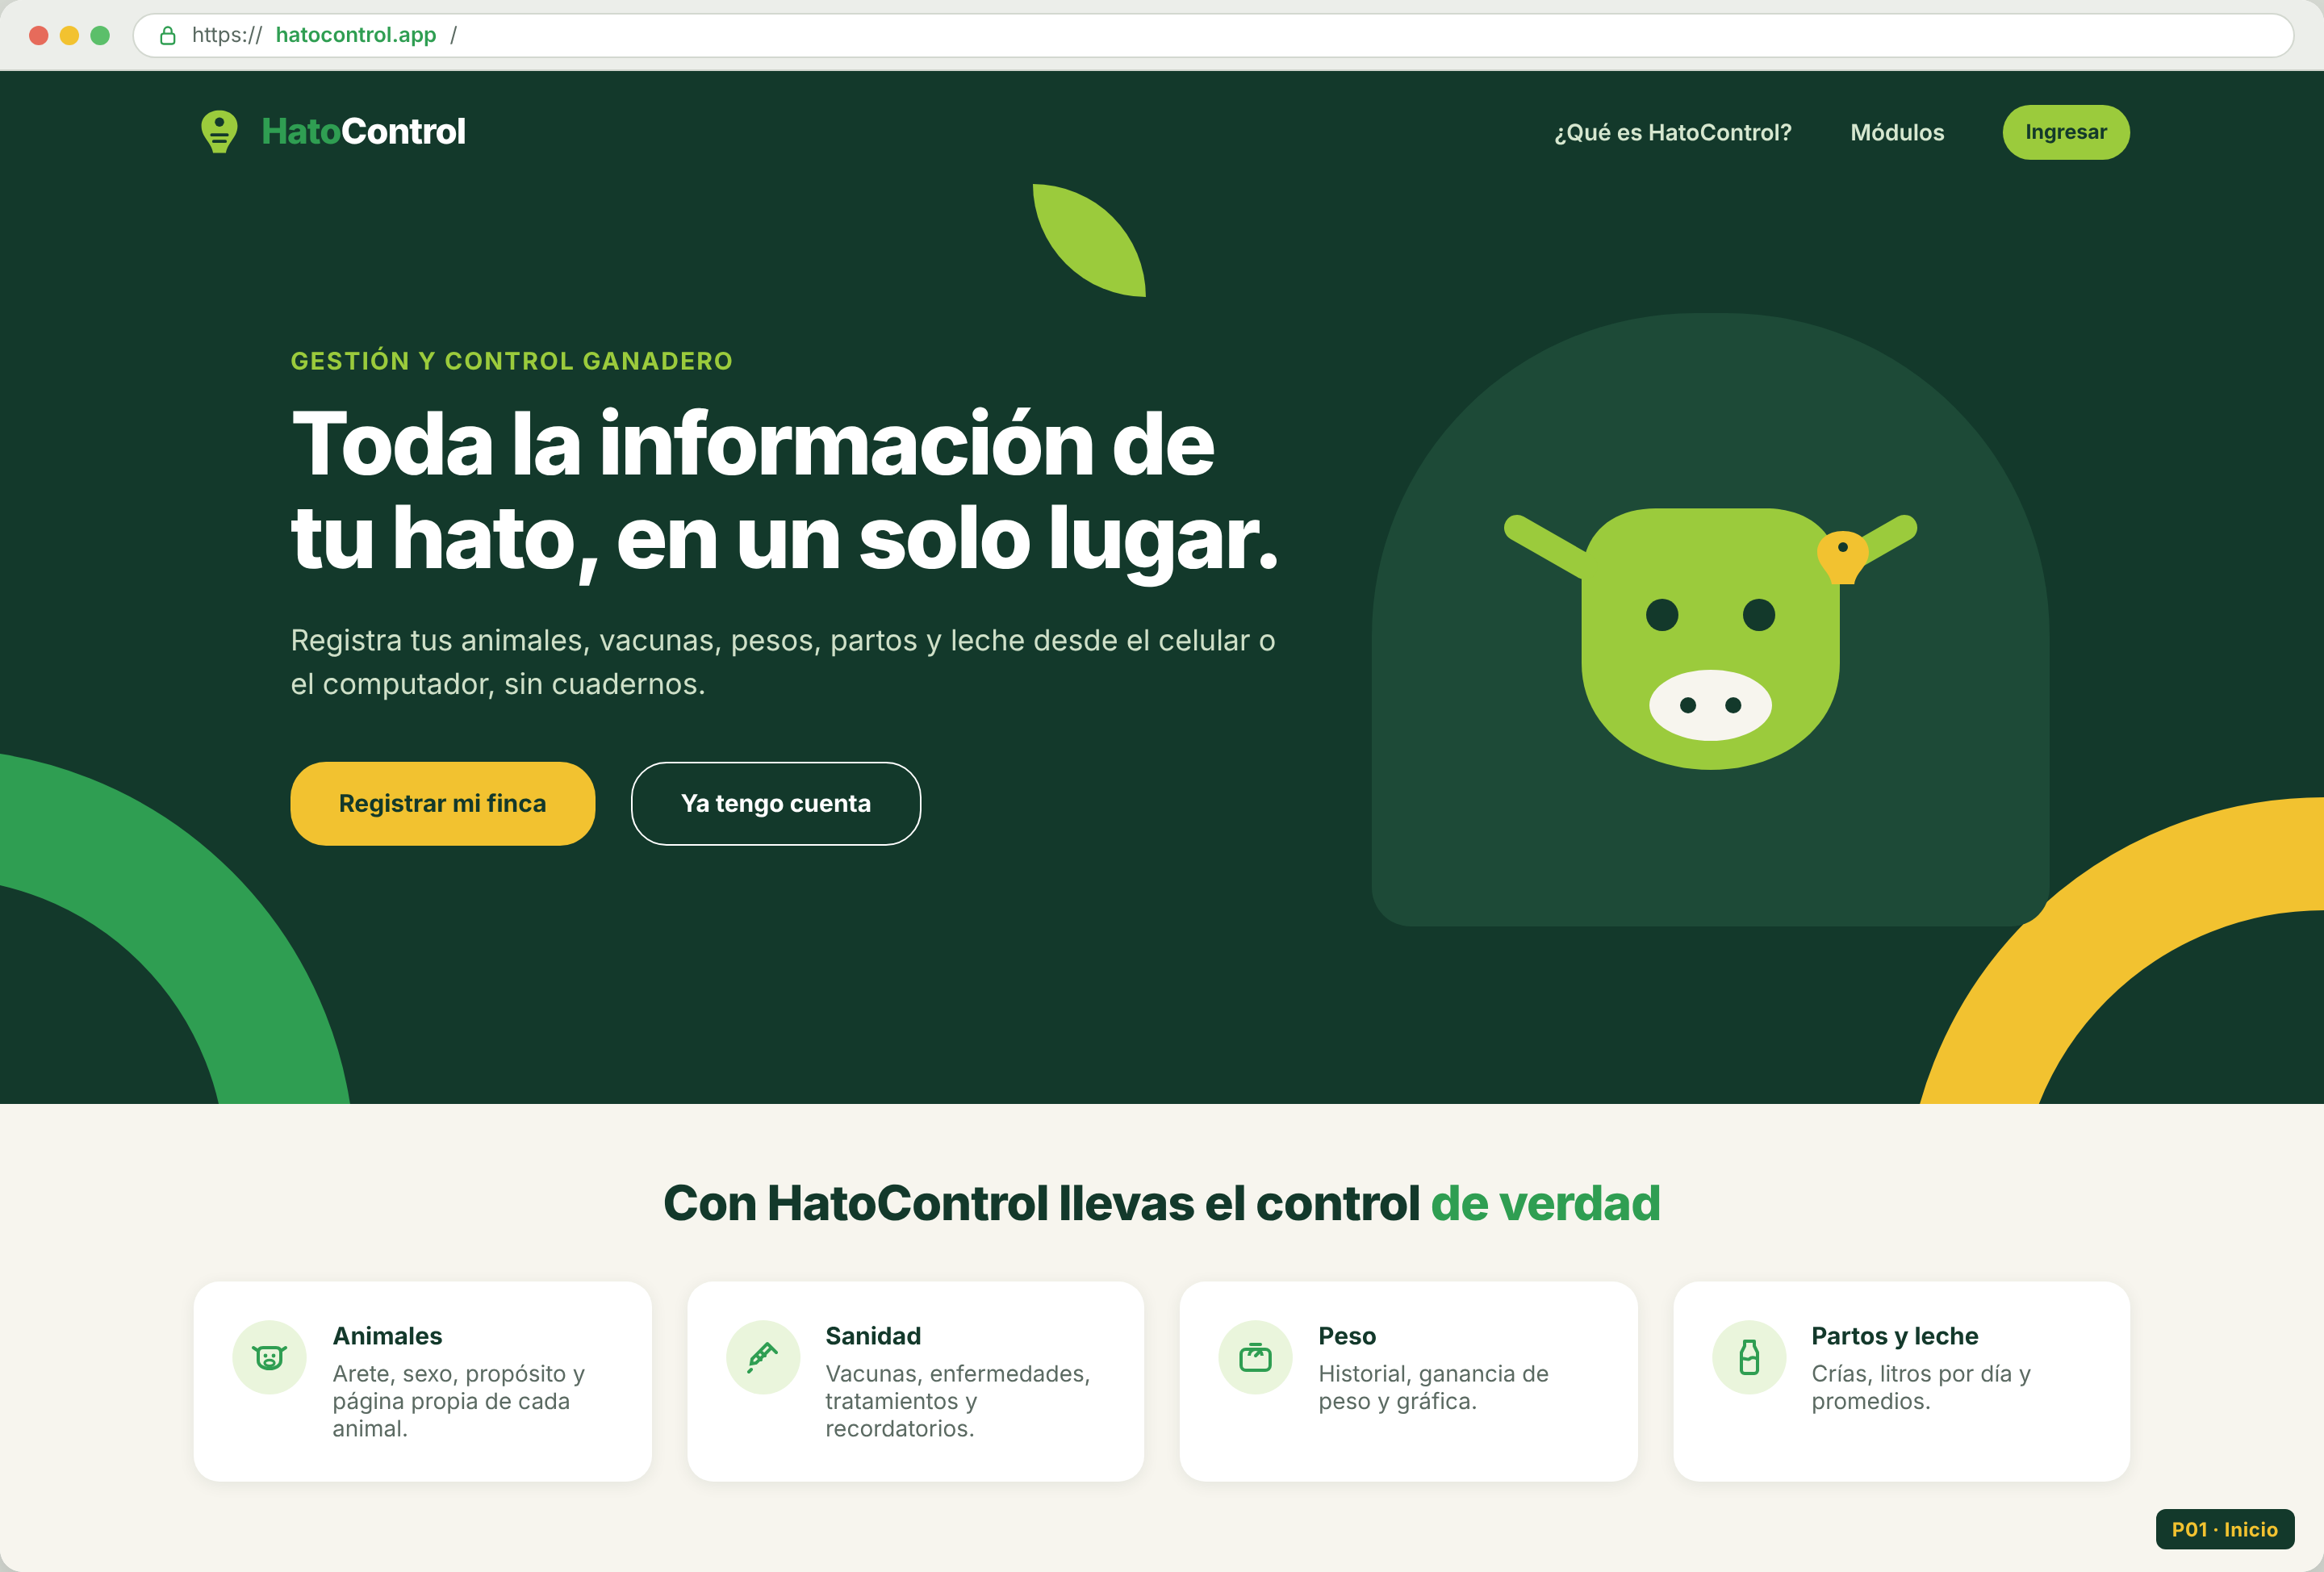 https:// hatocontrol.app /
HatoControl
¿Qué es HatoControl?
Módulos
Ingresar
GESTIÓN Y CONTROL GANADERO
Toda la información de
tu hato, en un solo lugar.
Registra tus animales, vacunas, pesos, partos y leche desde el celular o
el computador, sin cuadernos.
Registrar mi finca
Ya tengo cuenta
Con HatoControl llevas el control de verdad
Animales
Arete, sexo, propósito y
página propia de cada
animal.
Sanidad
Vacunas, enfermedades,
tratamientos y
recordatorios.
Peso
Historial, ganancia de
peso y gráfica.
Partos y leche
Crías, litros por día y
promedios.
P01 · Inicio